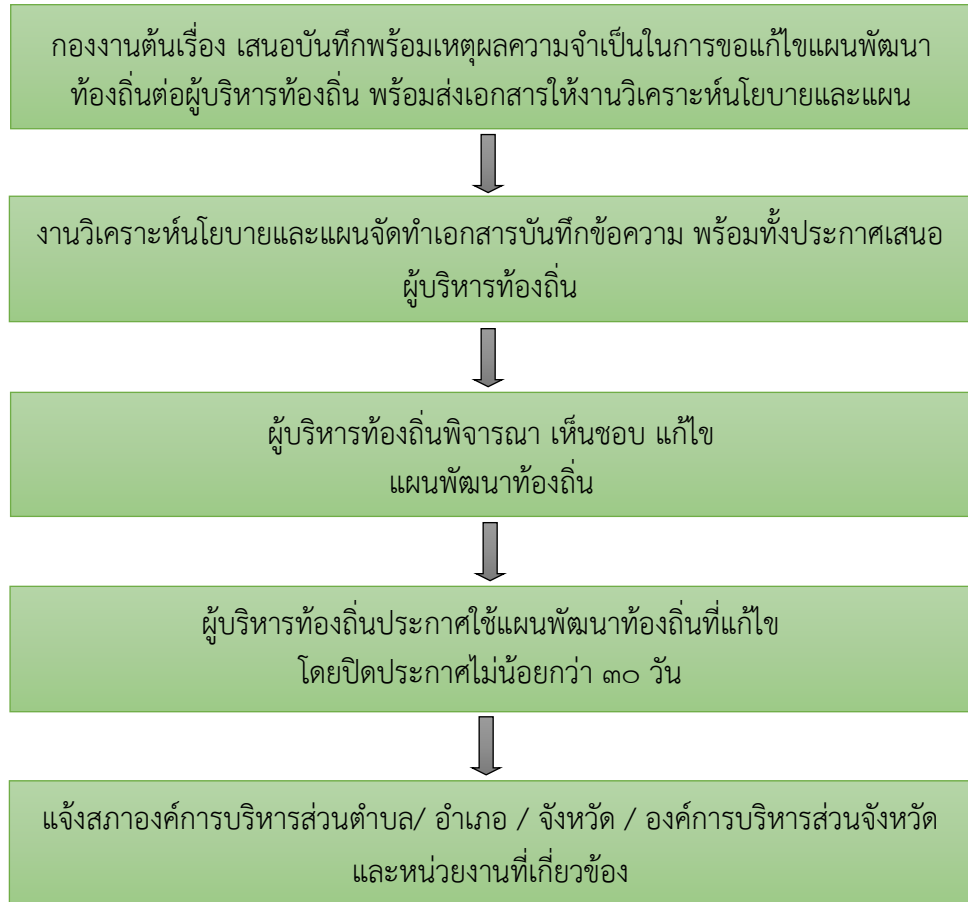 กองงานต้นเรื่อง เสนอบันทึกพร้อมเหตุผลความจำเป็นในการขอแก้ไขแผนพัฒนา
ท้องถิ่นต่อผู้บริหารท้องถิ่น พร้อมส่งเอกสารให้งานวิเคราะห์นโยบายและแผน
งานวิเคราะห์นโยบายและแผนจัดทำเอกสารบันทึกข้อความ พร้อมทั้งประกาศเสนอ
ผู้บริหารท้องถิ่น
ผู้บริหารท้องถิ่นพิจารณา เห็นชอบ แก้ไข
แผนพัฒนาท้องถิ่น
ผู้บริหารท้องถิ่นประกาศใช้แผนพัฒนาท้องถิ่นที่แก้ไข
โดยปิดประกาศไม่น้อยกว่า ๓๐ วัน
แจ้งสภาองค์การบริหารส่วนตำบล/ อำเภอ / จังหวัด / องค์การบริหารส่วนจังหวัด
และหน่วยงานที่เกี่ยวข้อง